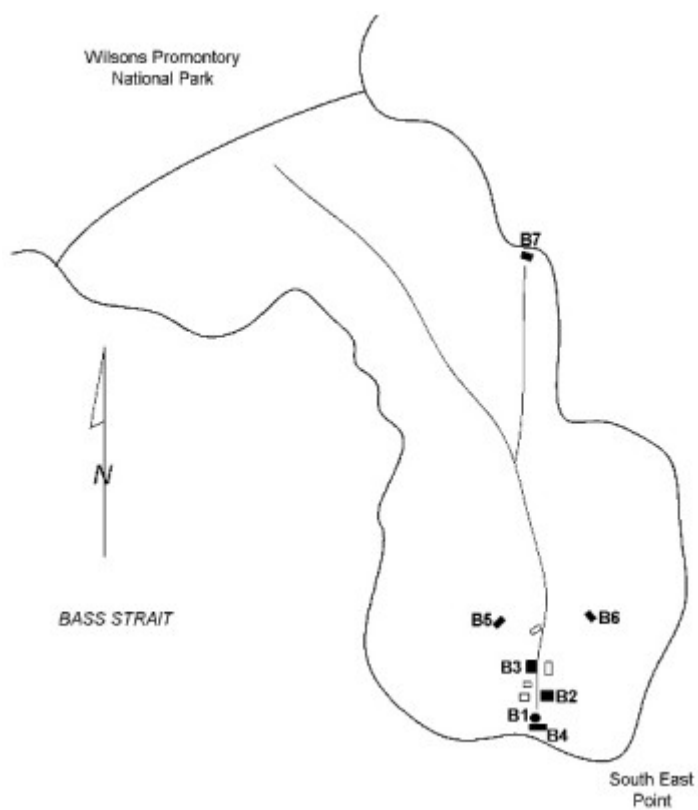 Wilsons Promontory
National Park
B7
N
BASS STRAIT
B5
B6
B3
B2
B1
B4
South East
Point